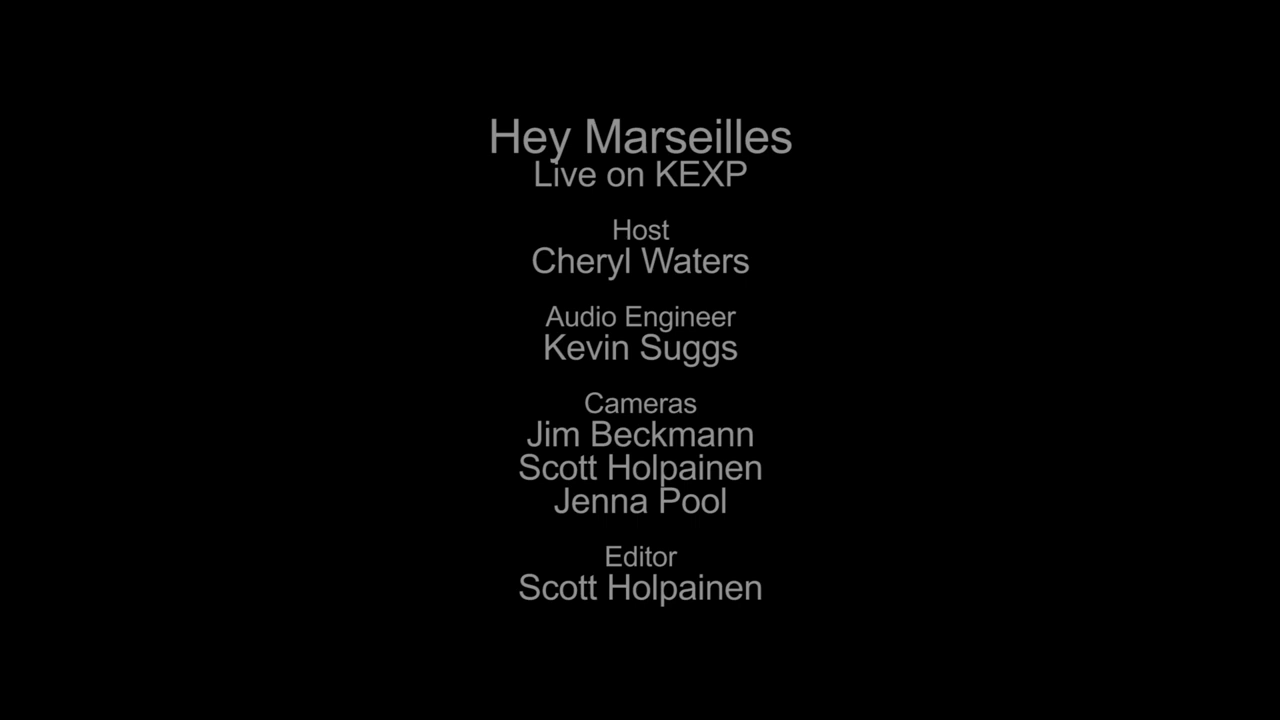 Hey Marseilles
Live on KEXP
Host
Cheryl Waters
Audio Engineer
Kevin Suggs
Cameras
Jim Beckmann
Scott Holpainen
Jenna Pool
Editor
Scott Holpainen